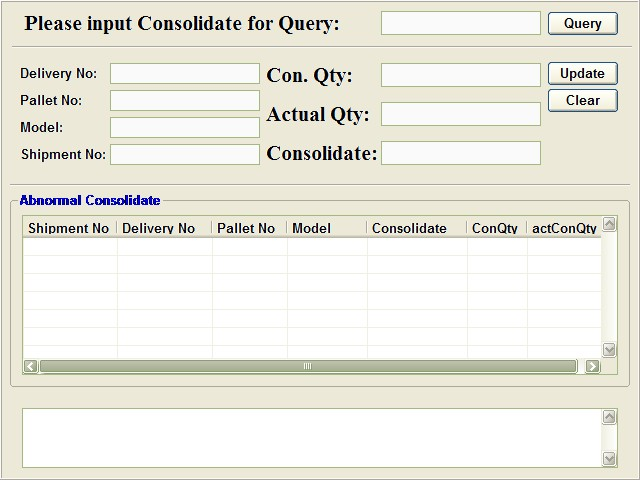 Please input Consolidate for Query: Query
Delivery No: Con. Qty: Update
Pallet No: Clear
Actual Qty:
Model:
Shipment No: Consolidate:
Abnormal Consolidate
Shipment No Delivery No Pallet No Model Consolidate ConQty actConQty